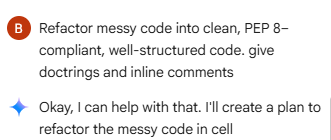 B
Refactor messy code into clean, PEP 8–
compliant, well-structured code. give
doctrings and inline comments
Okay, I can help with that. I'll create a plan to
refactor the messy code in cell